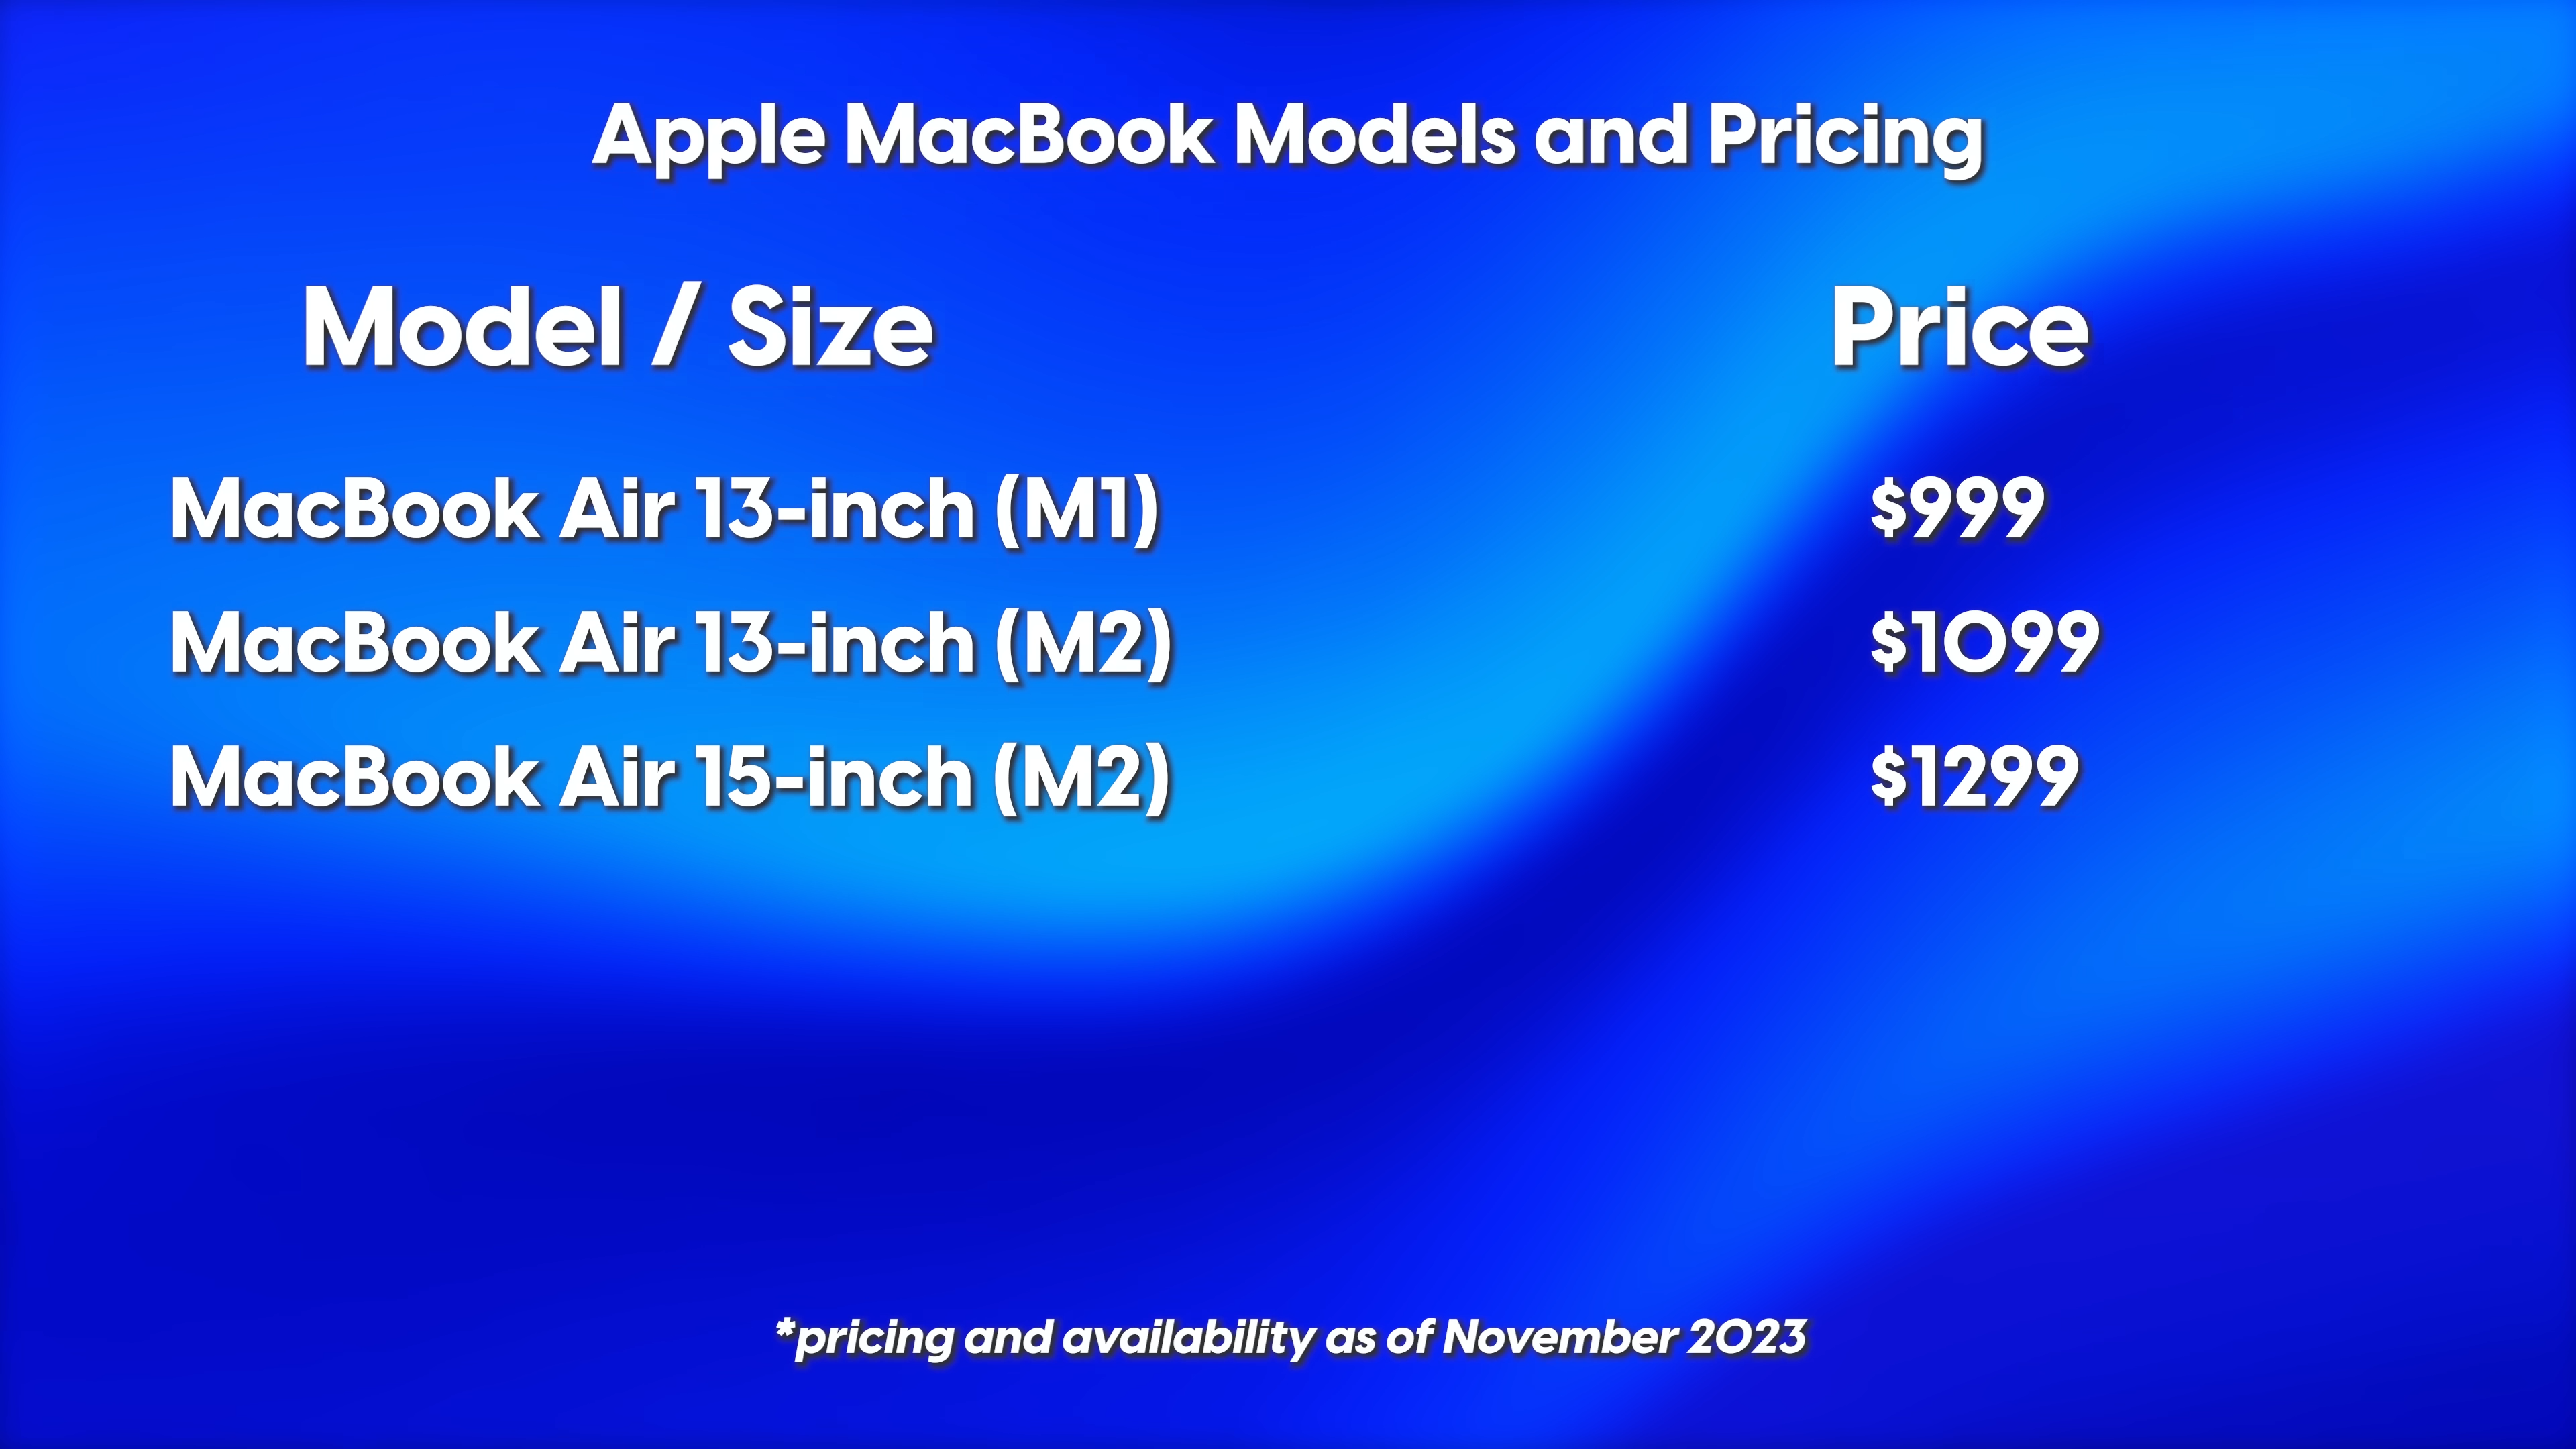 Apple MacBook Models and Pricing
Model / Size Price
MacBook Air 13-inch (M1) $999
MacBook Air 13-inch (M2) $1099
MacBook Air 15-inch (M2) $1299
*pricing and availability as of November 2023